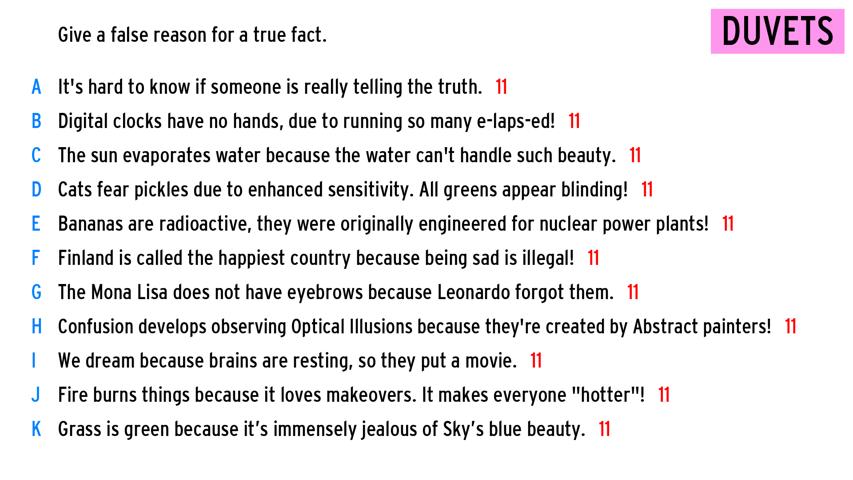 Give a false reason for a true fact.
DUVETS
A It's hard to know if someone is really telling the truth. 11
B Digital clocks have no hands, due to running so many e-laps-ed! 11
C The sun evaporates water because the water can't handle such beauty. 11
D Cats fear pickles due to enhanced sensitivity. All greens appear blinding! 11
E Bananas are radioactive, they were originally engineered for nuclear power plants! 11
F Finland is called the happiest country because being sad is illegal! 11
G The Mona Lisa does not have eyebrows because Leonardo forgot them. 11
H Confusion develops observing Optical Illusions because they're created by Abstract painters! 11
I We dream because brains are resting, so they put a movie. 11
J Fire burns things because it loves makeovers. It makes everyone "hotter"! 11
K Grass is green because it’s immensely jealous of Sky’s blue beauty. 11